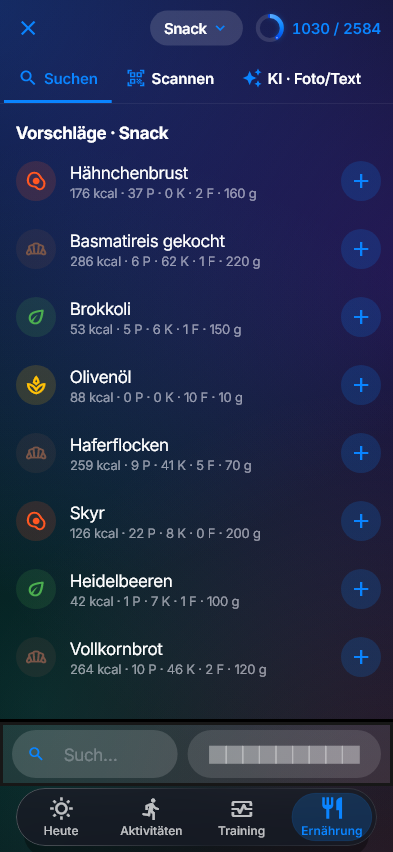 Snack
1030 / 2584
Suchen
Scannen
KI · Foto/Text
Vorschläge · Snack
Hähnchenbrust
176 kcal · 37 P · 0 K · 2 F · 160 g
Basmatireis gekocht
286 kcal · 6 P · 62 K · 1 F · 220 g
Brokkoli
53 kcal · 5 P · 6 K · 1 F · 150 g
Olivenöl
88 kcal · 0 P · 0 K · 10 F · 10 g
Haferflocken
259 kcal · 9 P · 41 K · 5 F · 70 g
Skyr
126 kcal · 22 P · 8 K · 0 F · 200 g
Heidelbeeren
42 kcal · 1 P · 7 K · 1 F · 100 g
Vollkornbrot
264 kcal · 10 P · 46 K · 2 F · 120 g
Such...
Heute
Aktivitäten
Training
Ernährung